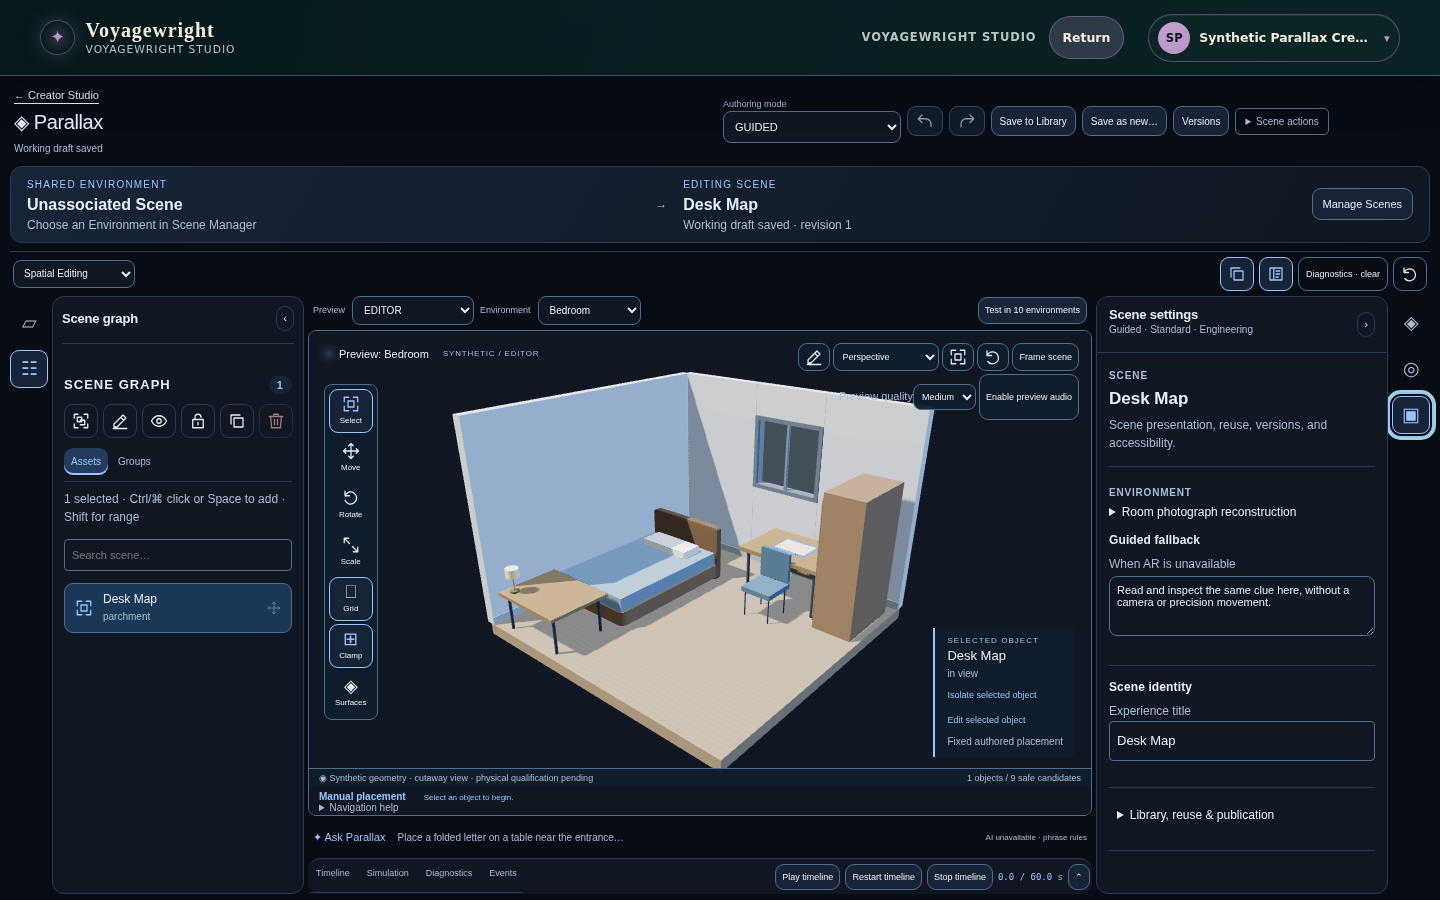 Voyagewright
VOYAGEWRIGHT STUDIO
VOYAGEWRIGHT STUDIO
Return
SP
Synthetic Parallax Cre...
← Creator Studio
Parallax
Working draft saved
Authoring mode
GUIDED
Save to Library
Save as new…
Versions
Scene actions
SHARED ENVIRONMENT
Unassociated Scene
Choose an Environment in Scene Manager
→
EDITING SCENE
Desk Map
Working draft saved · revision 1
Manage Scenes
Spatial Editing
Diagnostics · clear
Scene graph
SCENE GRAPH
1
Assets
Groups
1 selected · Ctrl/⌘ click or Space to add ·
Shift for range
Search scene…
Desk Map
parchment
Preview
EDITOR
Environment
Bedroom
Test in 10 environments
Preview: Bedroom
SYNTHETIC / EDITOR
Perspective
Frame scene
Preview quality
Medium
Enable preview audio
Select
Move
Rotate
Scale
Grid
Clamp
Surfaces
SELECTED OBJECT
Desk Map
in view
Isolate selected object
Edit selected object
Fixed authored placement
Synthetic geometry · cutaway view · physical qualification pending
1 objects / 9 safe candidates
Manual placement
Select an object to begin.
Navigation help
Ask Parallax
Place a folded letter on a table near the entrance…
AI unavailable · phrase rules
Timeline
Simulation
Diagnostics
Events
Play timeline
Restart timeline
Stop timeline
0.0 / 60.0 s
Scene settings
Guided · Standard · Engineering
SCENE
Desk Map
Scene presentation, reuse, versions, and
accessibility.
ENVIRONMENT
Room photograph reconstruction
Guided fallback
When AR is unavailable
Read and inspect the same clue here, without a
camera or precision movement.
Scene identity
Experience title
Desk Map
Library, reuse & publication